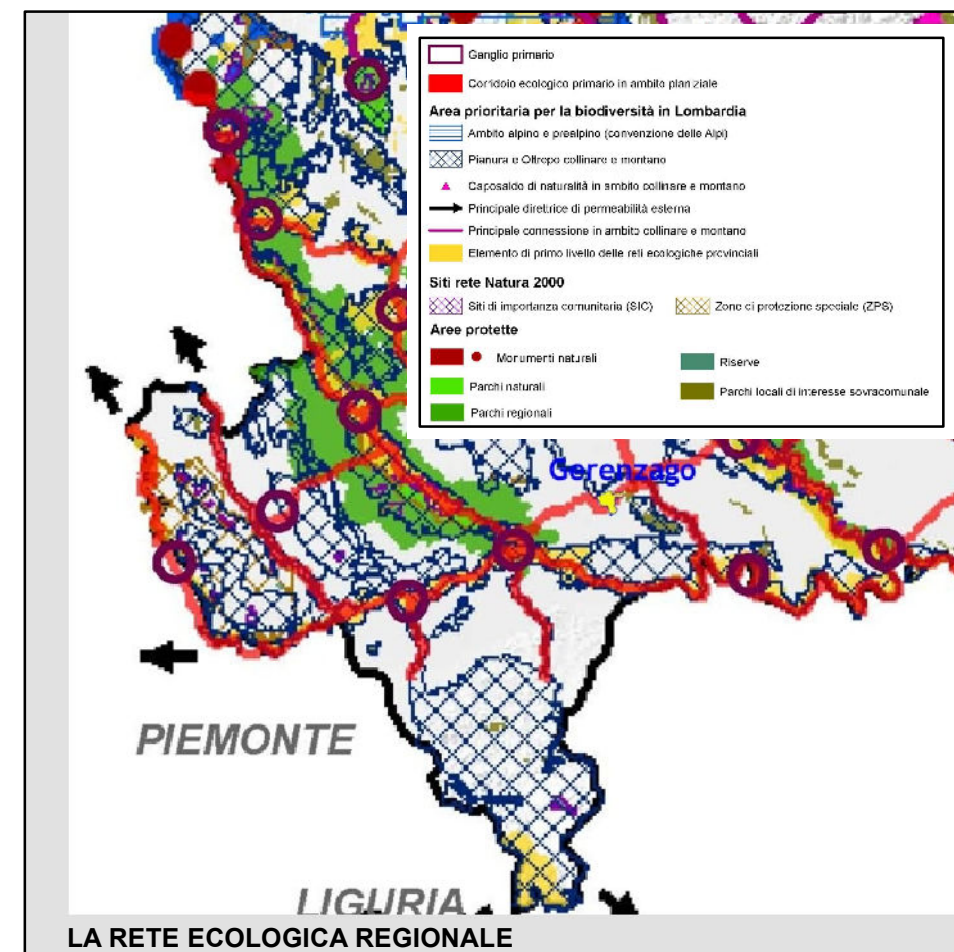 Ganglio primario
Corridoio ecologico primario in ambito planiziale
Area prioritaria per la biodiversità in Lombardia
Ambito alpino e prealpino (convenzione delle Alpi)
Pianura e Oltrepo collinare e montano
Caposaldo di naturalità in ambito collinare e montano
Principale direttrice di permeabilità esterna
Principale connessione in ambito collinare e montano
Elemento di primo livello delle reti ecologiche provinciali
Siti rete Natura 2000
Siti di importanza comunitaria (SIC) Zone di protezione speciale (ZPS)
Aree protette
Monumenti naturali Riserve
Parchi naturali Parchi locali di interesse sovracomunale
Parchi regionali
Gerenzago
PIEMONTE
LIGURIA
LA RETE ECOLOGICA REGIONALE